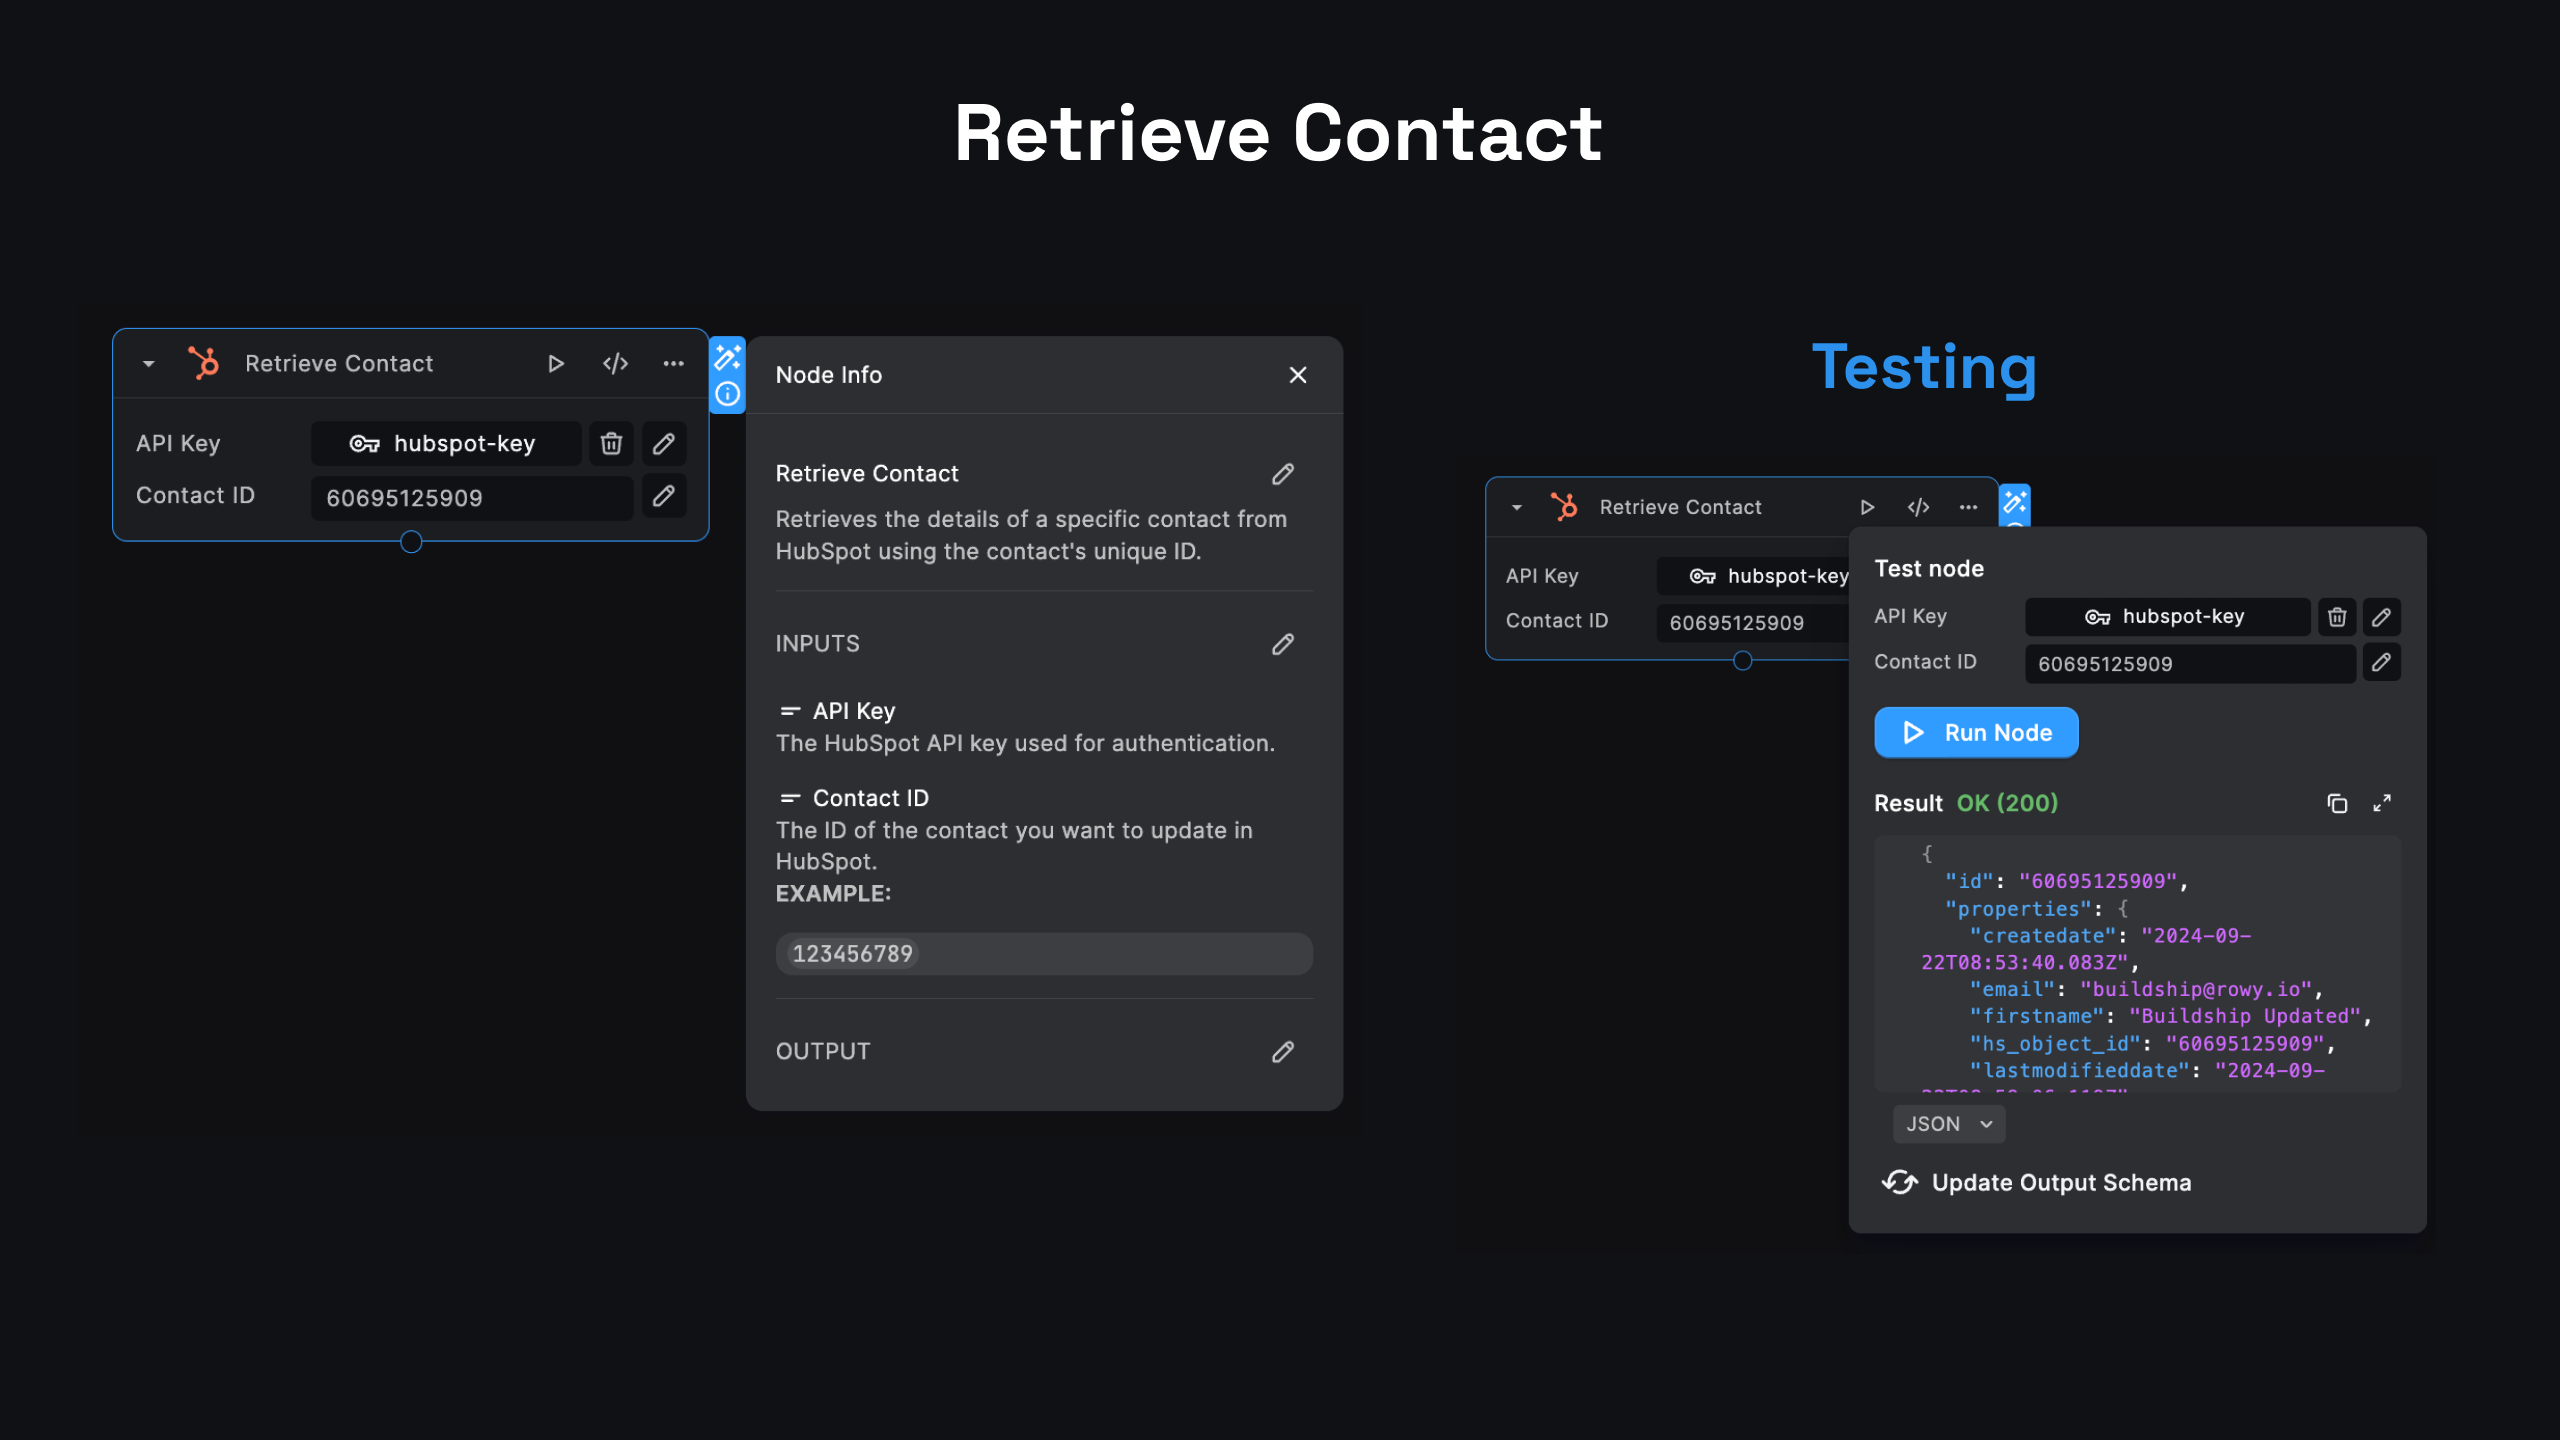 Retrieve Contact
Retrieve Contact
API Key
hubspot-key
Contact ID
60695125909
Node Info
Retrieve Contact
Retrieves the details of a specific contact from
HubSpot using the contact's unique ID.
INPUTS
API Key
The HubSpot API key used for authentication.
Contact ID
The ID of the contact you want to update in
HubSpot.
EXAMPLE:
123456789
OUTPUT
Testing
Retrieve Contact
API Key
hubspot-key
Contact ID
60695125909
Test node
API Key
hubspot-key
Contact ID
60695125909
Run Node
Result OK (200)
{
"id": "60695125909",
"properties": {
"createdate": "2024-09-
22T08:53:40.083Z",
"email": "buildship@rowy.io",
"firstname": "Buildship Updated",
"hs_object_id": "60695125909",
"lastmodifieddate": "2024-09-
JSON
Update Output Schema